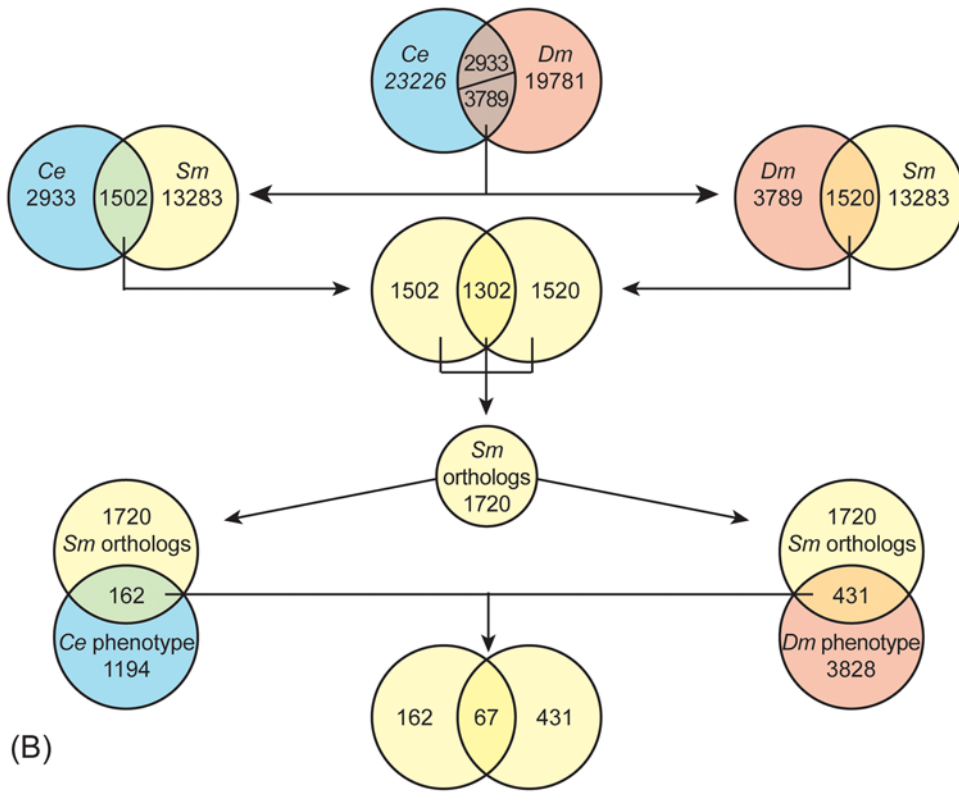 Ce
23226
2933
3789
Dm
19781
Ce
2933
1502
Sm
13283
Dm
3789
1520
Sm
13283
1502
1302
1520
Sm
orthologs
1720
1720
Sm orthologs
162
Ce phenotype
1194
1720
Sm orthologs
431
Dm phenotype
3828
162
67
431
(B)